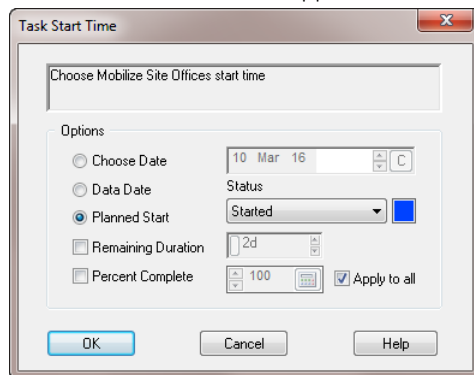 Task Start Time
Choose Mobilize Site Offices start time
Options
Choose Date 10 Mar 16 C
Data Date Status
Planned Start Started
Remaining Duration 2d
Percent Complete 100 Apply to all
OK Cancel Help